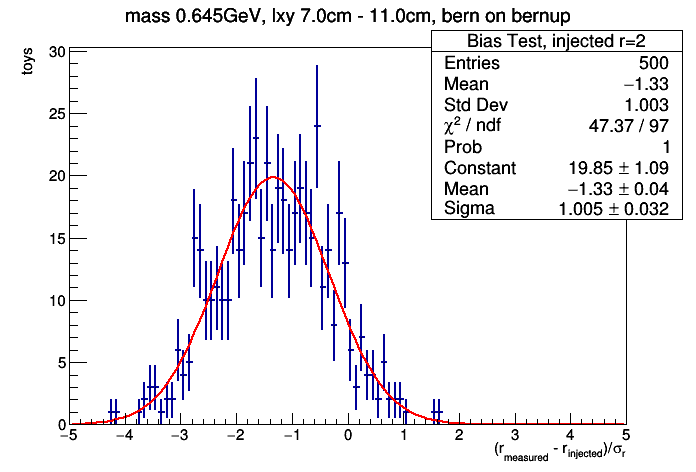 mass 0.645GeV, lxy 7.0cm - 11.0cm, bern on bernup
Bias Test, injected r=2
Entries 500
Mean −1.33
Std Dev 1.003
χ² / ndf 47.37 / 97
Prob 1
Constant 19.85 ± 1.09
Mean −1.33 ± 0.04
Sigma 1.005 ± 0.032
toys
30
25
20
15
10
5
0
−5 −4 −3 −2 −1 0 1 2 3 4 5
(r_measured - r_injected)/σ_r